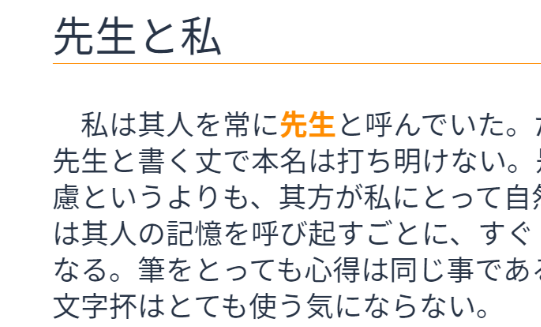 先生と私
私は其人を常に先生と呼んでいた。
先生と書く丈で本名は打ち明けない。
慮というよりも、其方が私にとって自然
は其人の記憶を呼び起すごとに、すぐ
なる。筆をとっても心得は同じ事である
文字抔はとても使う気にならない。